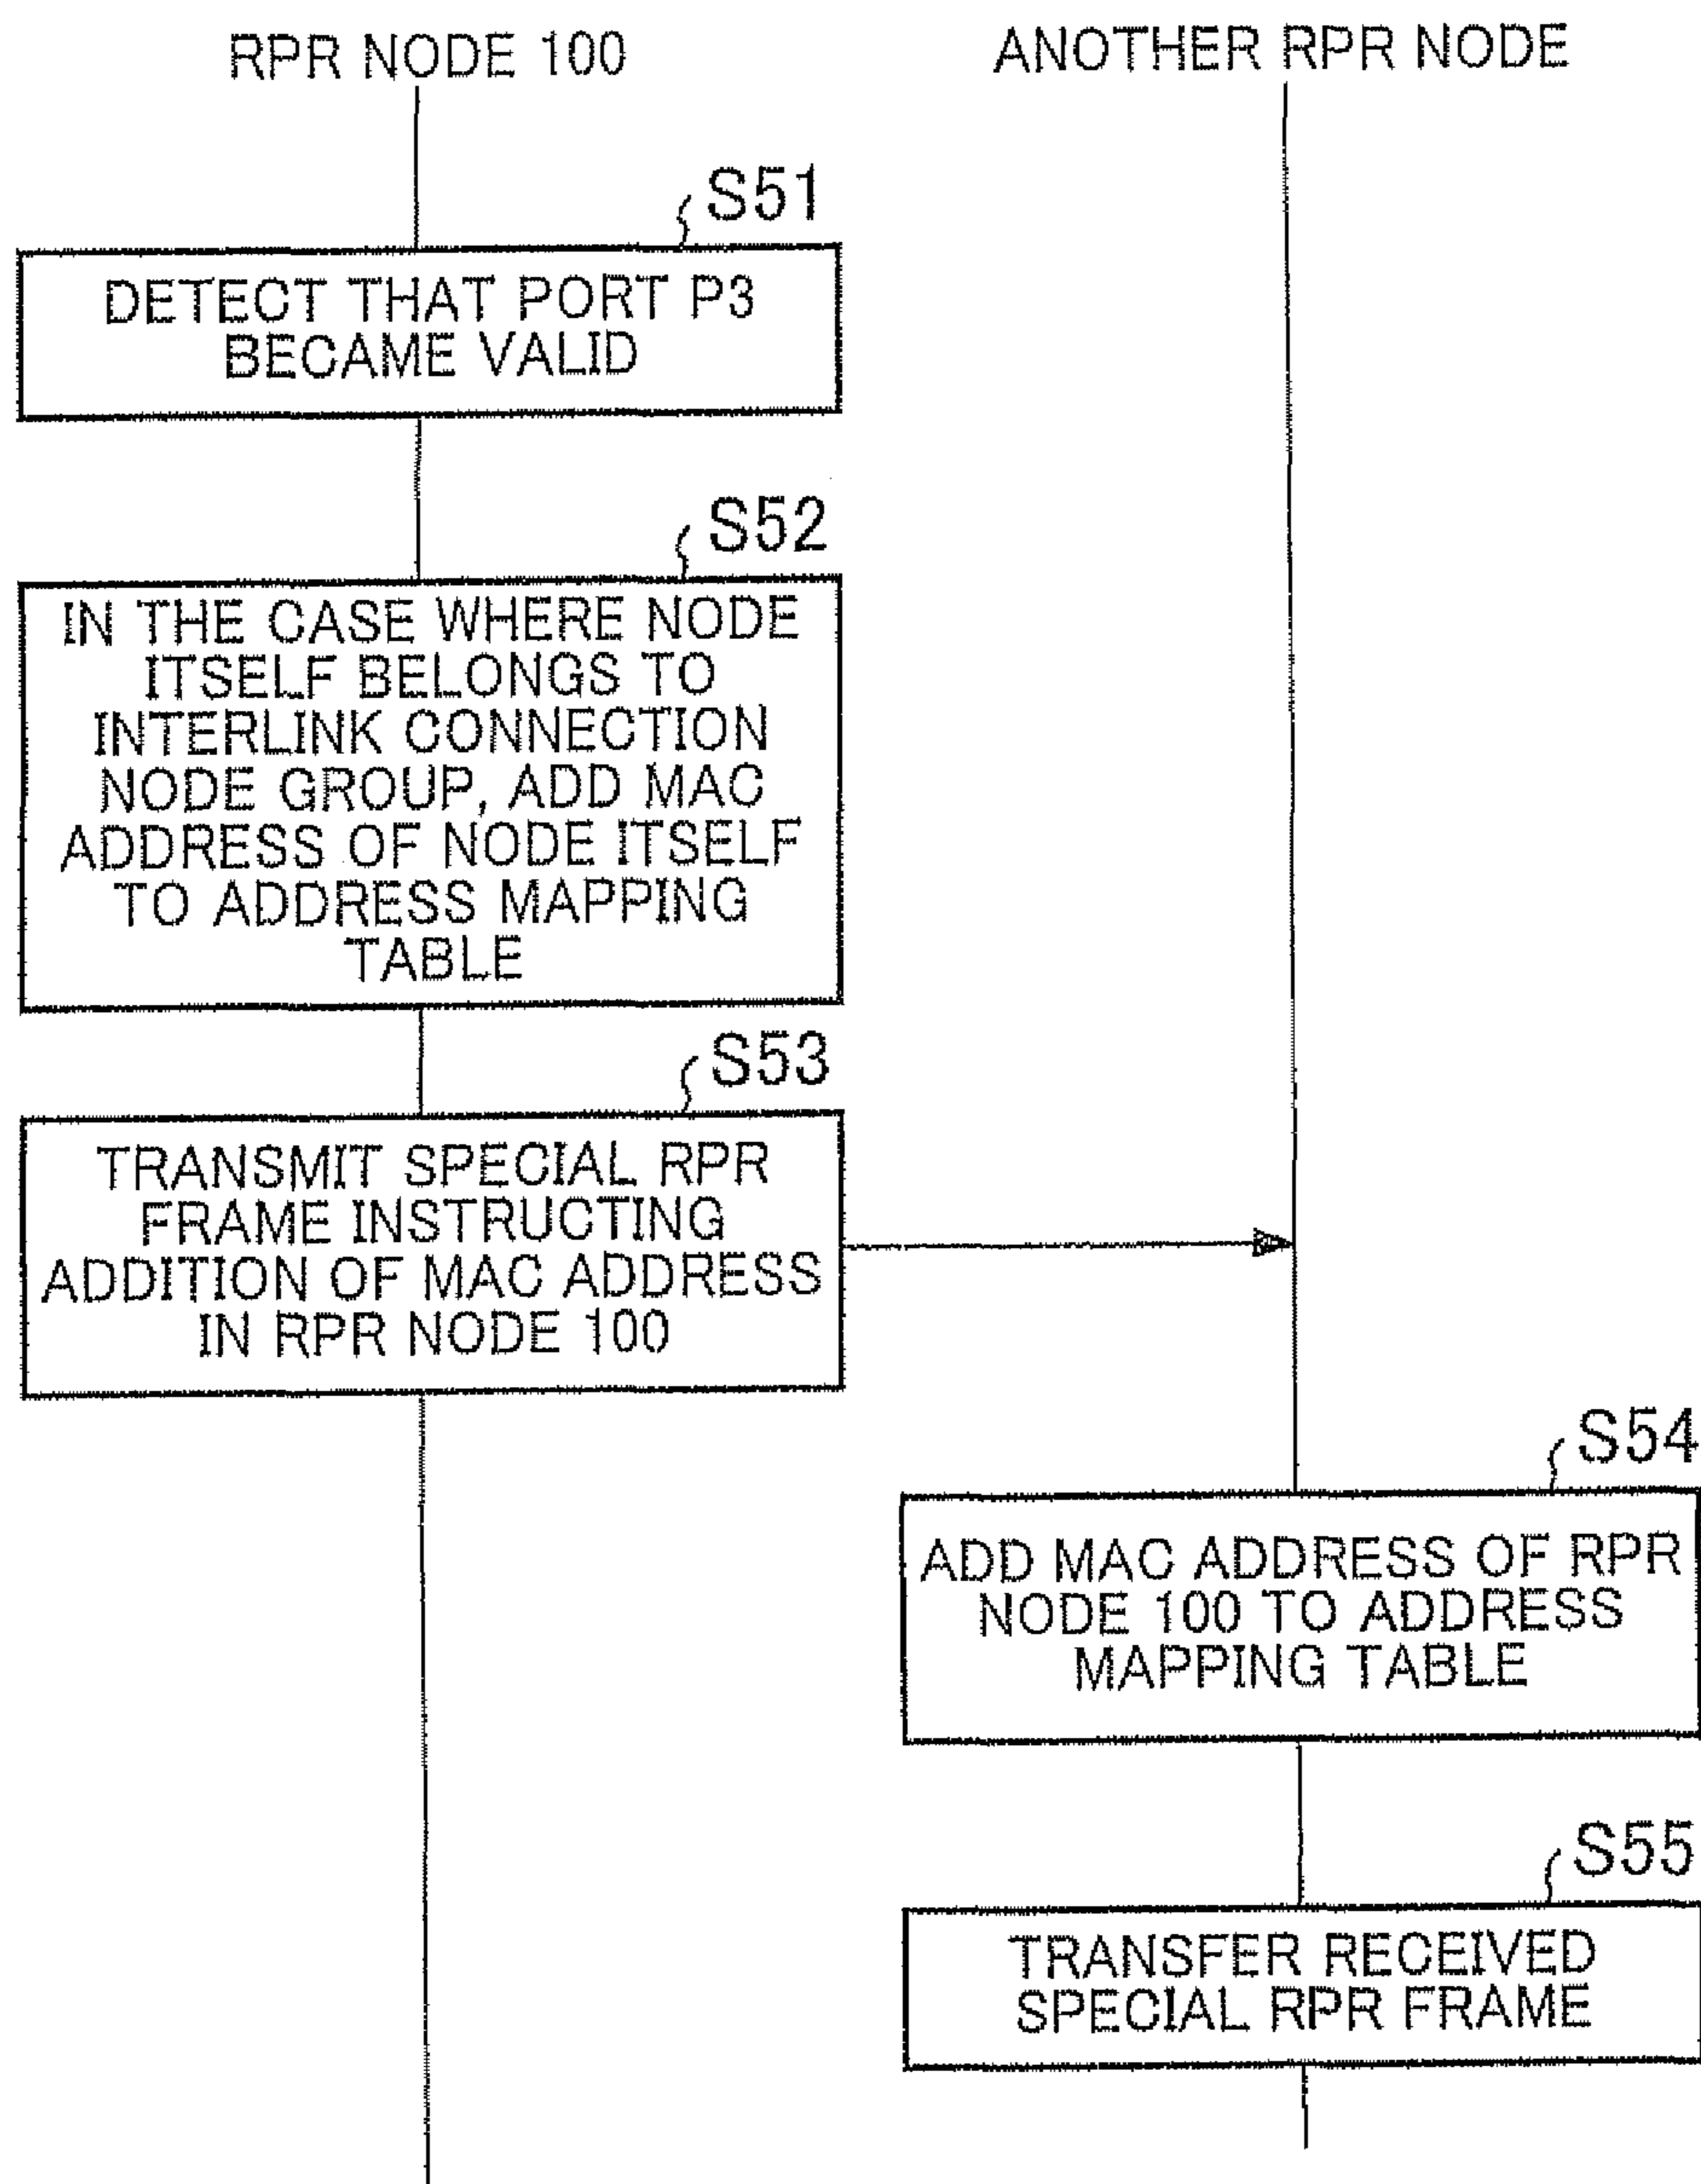 RPR NODE 100
ANOTHER RPR NODE
S51
DETECT THAT PORT P3
BECAME VALID
S52
IN THE CASE WHERE NODE
ITSELF BELONGS TO
INTERLINK CONNECTION
NODE GROUP, ADD MAC
ADDRESS OF NODE ITSELF
TO ADDRESS MAPPING
TABLE
S53
TRANSMIT SPECIAL RPR
FRAME INSTRUCTING
ADDITION OF MAC ADDRESS
IN RPR NODE 100
S54
ADD MAC ADDRESS OF RPR
NODE 100 TO ADDRESS
MAPPING TABLE
S55
TRANSFER RECEIVED
SPECIAL RPR FRAME